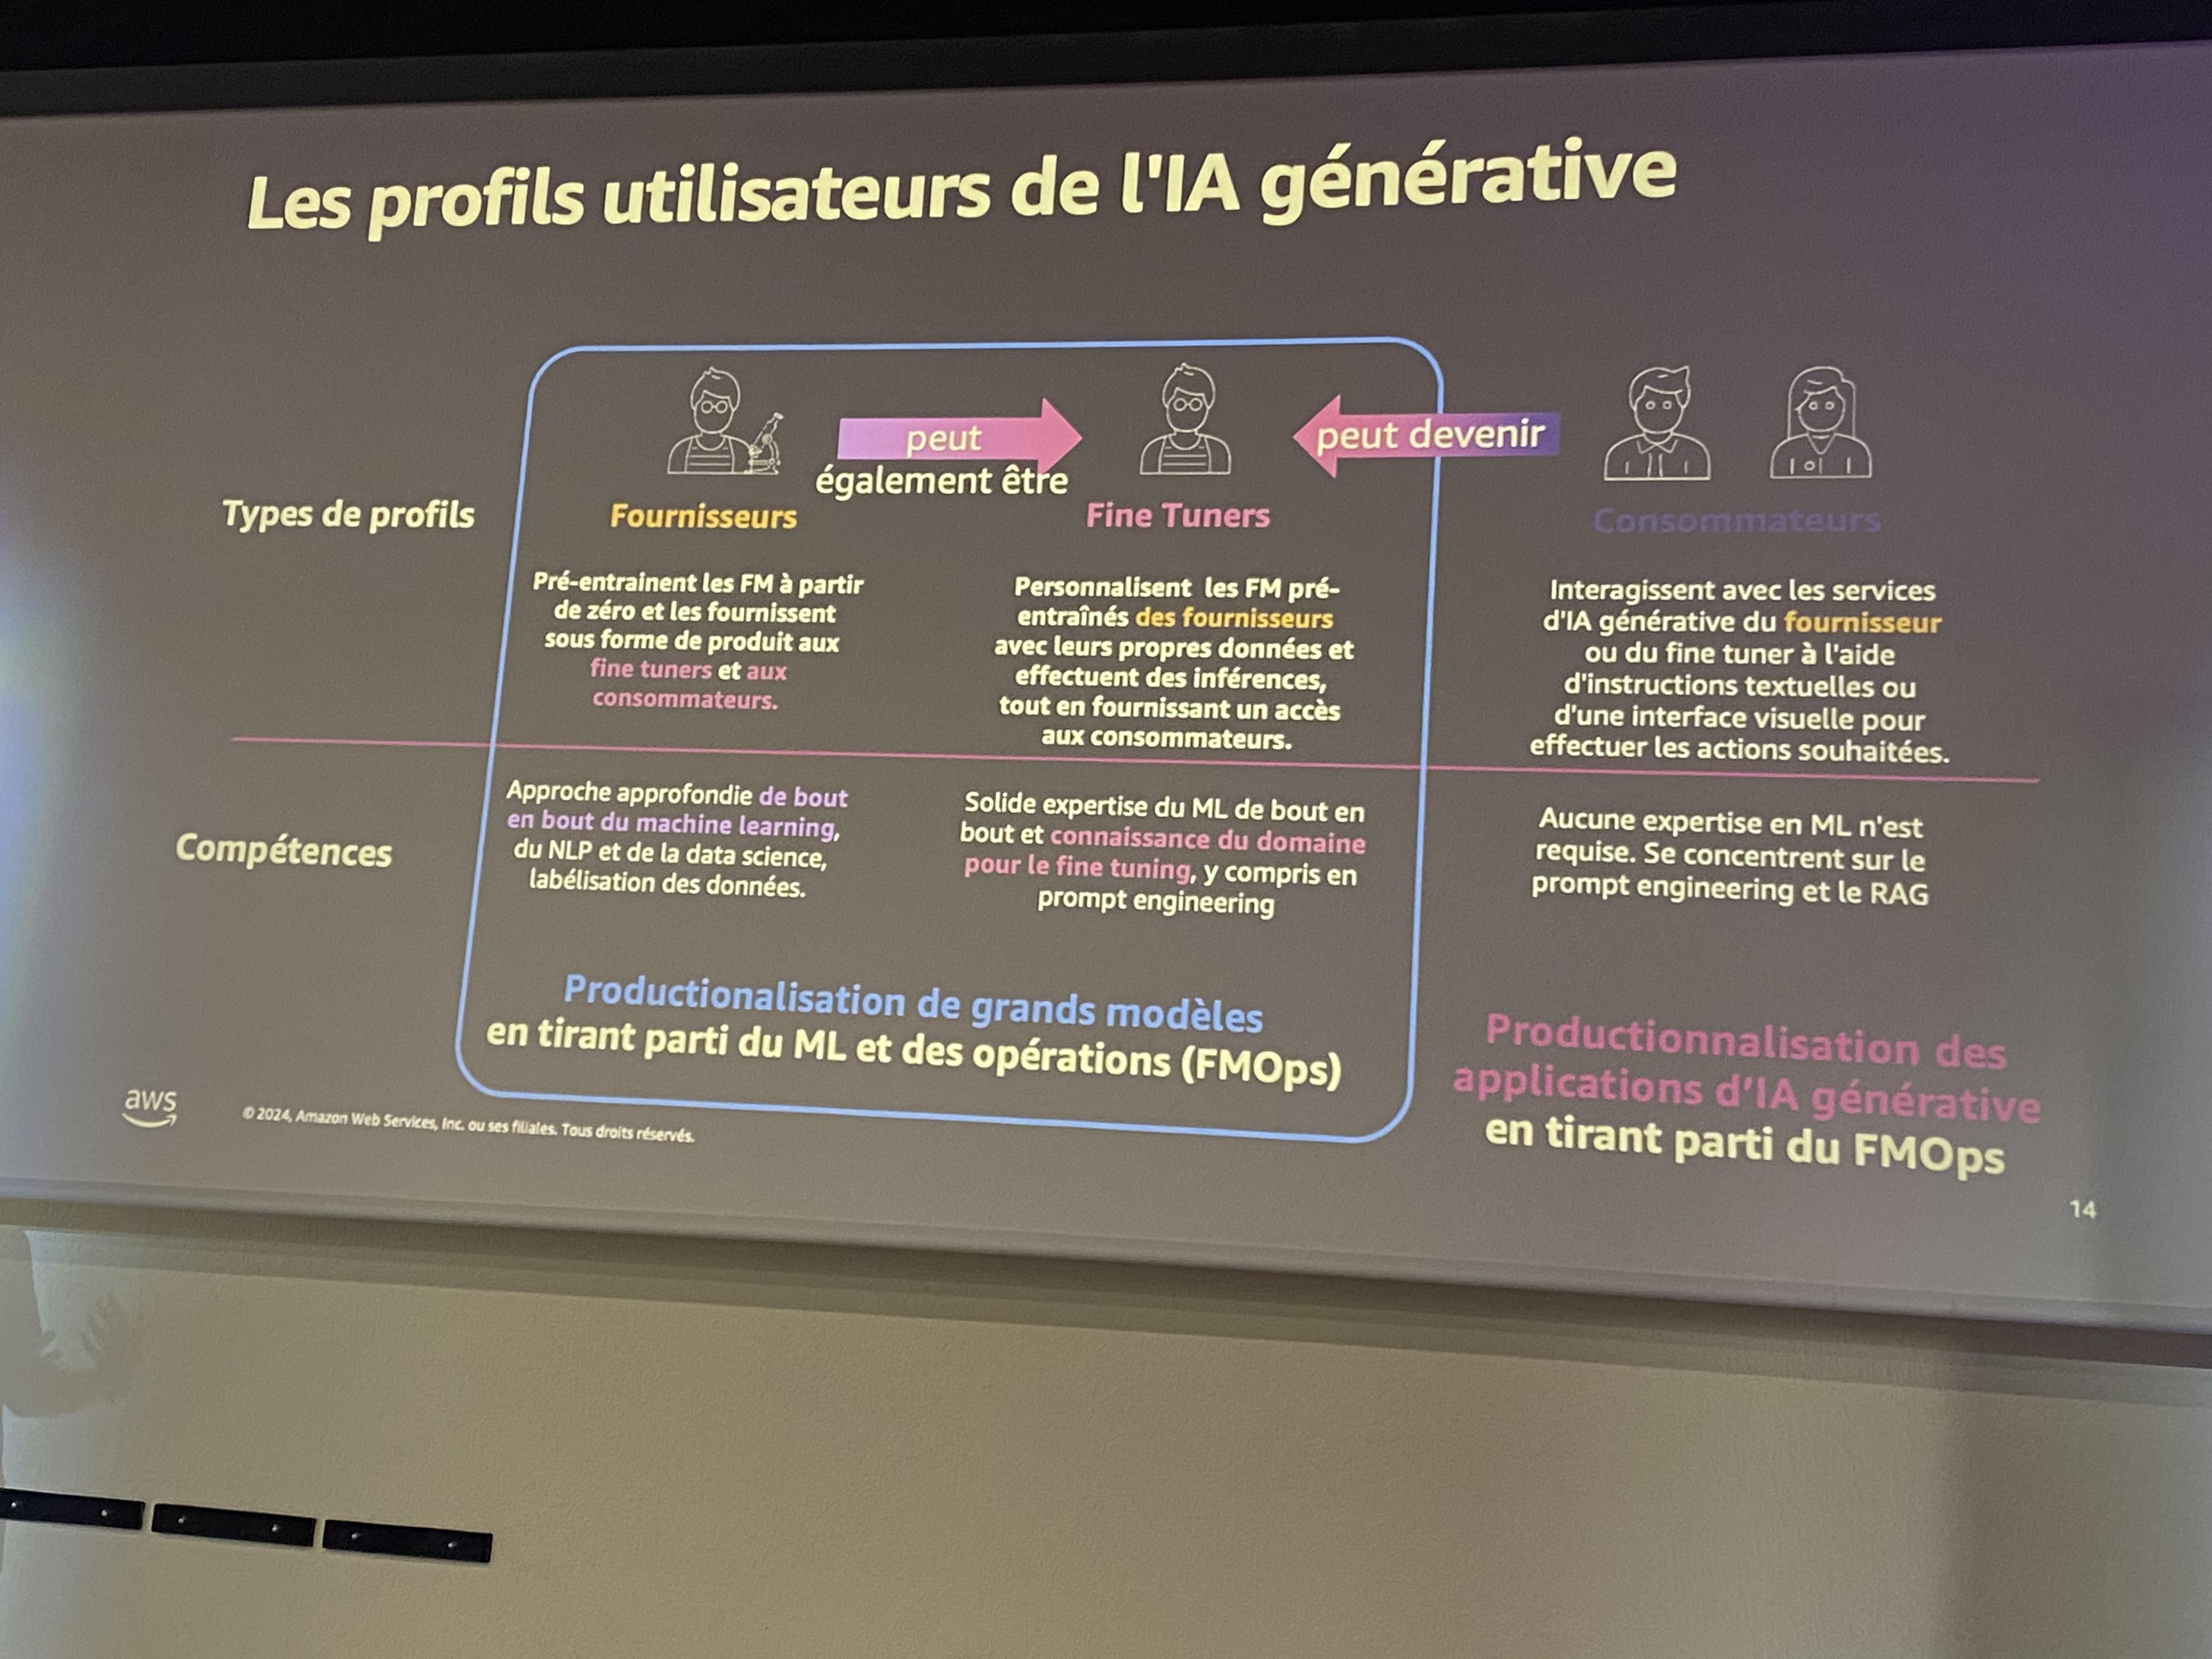 Les profils utilisateurs de l'IA générative
peut
également être
peut devenir
Types de profils
Fournisseurs
Fine Tuners
Consommateurs
Pré-entrainent les FM à partir
de zéro et les fournissent
sous forme de produit aux
fine tuners et aux
consommateurs.
Personnalisent les FM pré-
entraînés des fournisseurs
avec leurs propres données et
effectuent des inférences,
tout en fournissant un accès
aux consommateurs.
Interagissent avec les services
d'IA générative du fournisseur
ou du fine tuner à l'aide
d'instructions textuelles ou
d'une interface visuelle pour
effectuer les actions souhaitées.
Compétences
Approche approfondie de bout
en bout du machine learning,
du NLP et de la data science,
labélisation des données.
Solide expertise du ML de bout en
bout et connaissance du domaine
pour le fine tuning, y compris en
prompt engineering
Aucune expertise en ML n'est
requise. Se concentrent sur le
prompt engineering et le RAG
Productionalisation de grands modèles
en tirant parti du ML et des opérations (FMOps)
Productionnalisation des
applications d’IA générative
en tirant parti du FMOps
aws
© 2024, Amazon Web Services, Inc. ou ses filiales. Tous droits réservés.
14